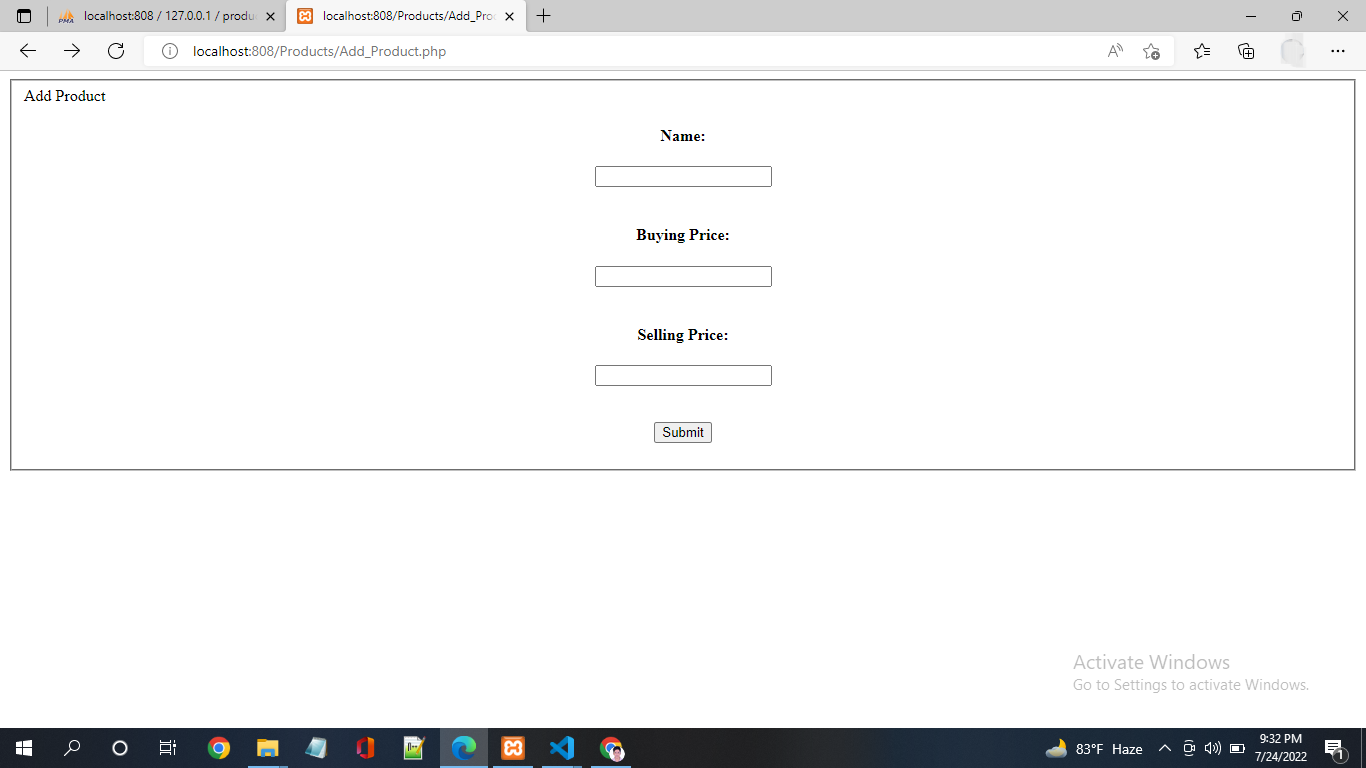 localhost:808 / 127.0.0.1 / produ
localhost:808/Products/Add_Pro
localhost:808/Products/Add_Product.php
Add Product
Name:
Buying Price:
Selling Price:
Submit
Activate Windows
Go to Settings to activate Windows.
83°F Haze
9:32 PM
7/24/2022
1